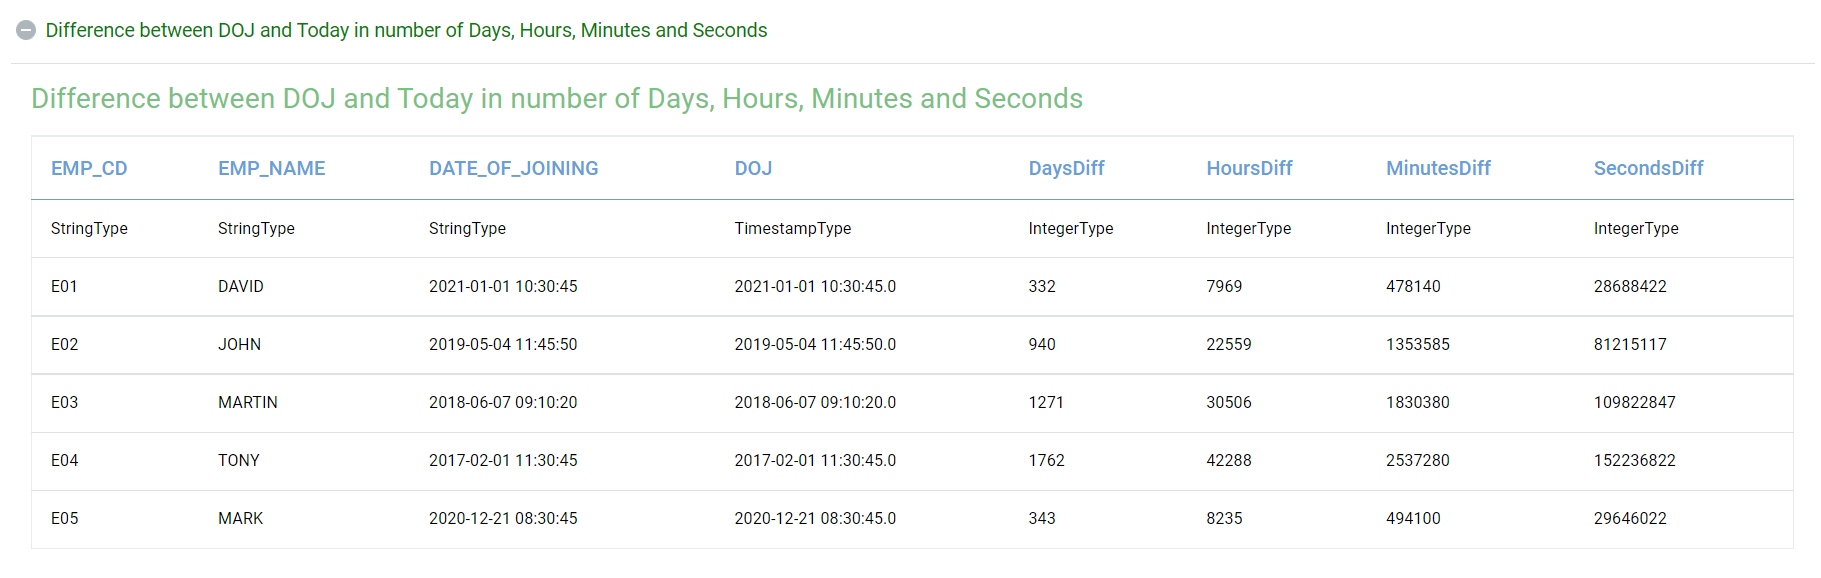 Difference between DOJ and Today in number of Days, Hours, Minutes and Seconds
Difference between DOJ and Today in number of Days, Hours, Minutes and Seconds
EMP_CD EMP_NAME DATE_OF_JOINING DOJ DaysDiff HoursDiff MinutesDiff SecondsDiff
StringType StringType StringType TimestampType IntegerType IntegerType IntegerType IntegerType
E01 DAVID 2021-01-01 10:30:45 2021-01-01 10:30:45.0 332 7969 478140 28688422
E02 JOHN 2019-05-04 11:45:50 2019-05-04 11:45:50.0 940 22559 1353585 81215117
E03 MARTIN 2018-06-07 09:10:20 2018-06-07 09:10:20.0 1271 30506 1830380 109822847
E04 TONY 2017-02-01 11:30:45 2017-02-01 11:30:45.0 1762 42288 2537280 152236822
E05 MARK 2020-12-21 08:30:45 2020-12-21 08:30:45.0 343 8235 494100 29646022